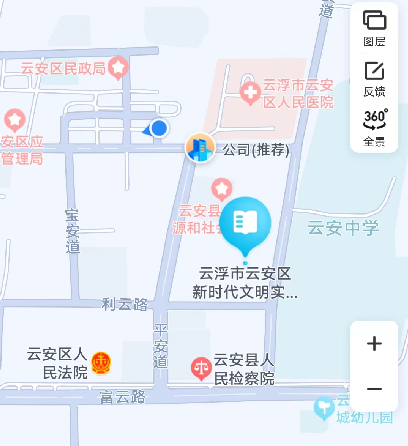 道
图层
云安区民政局
云浮市云安
区人民医院
反馈
360°
全景
安区应
管理局
公司(推荐)
云安县
源和社会
宝安道
云安中学
云浮市云安区
新时代文明实...
利云路
平安道
云安区人
民法院
云安县人
民检察院
富云路
云
城幼儿园